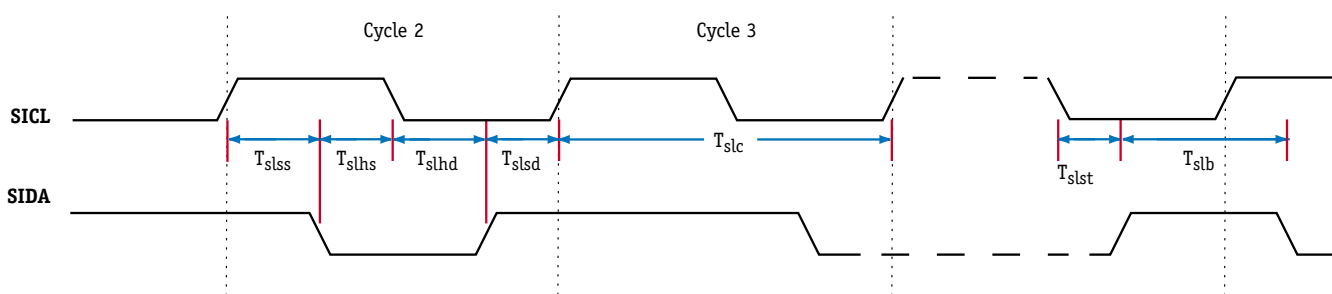 Cycle 2
Cycle 3
SICL
Tslss
Tslhs
Tslhd
Tslsd
Tslc
Tslst
Tslb
SIDA